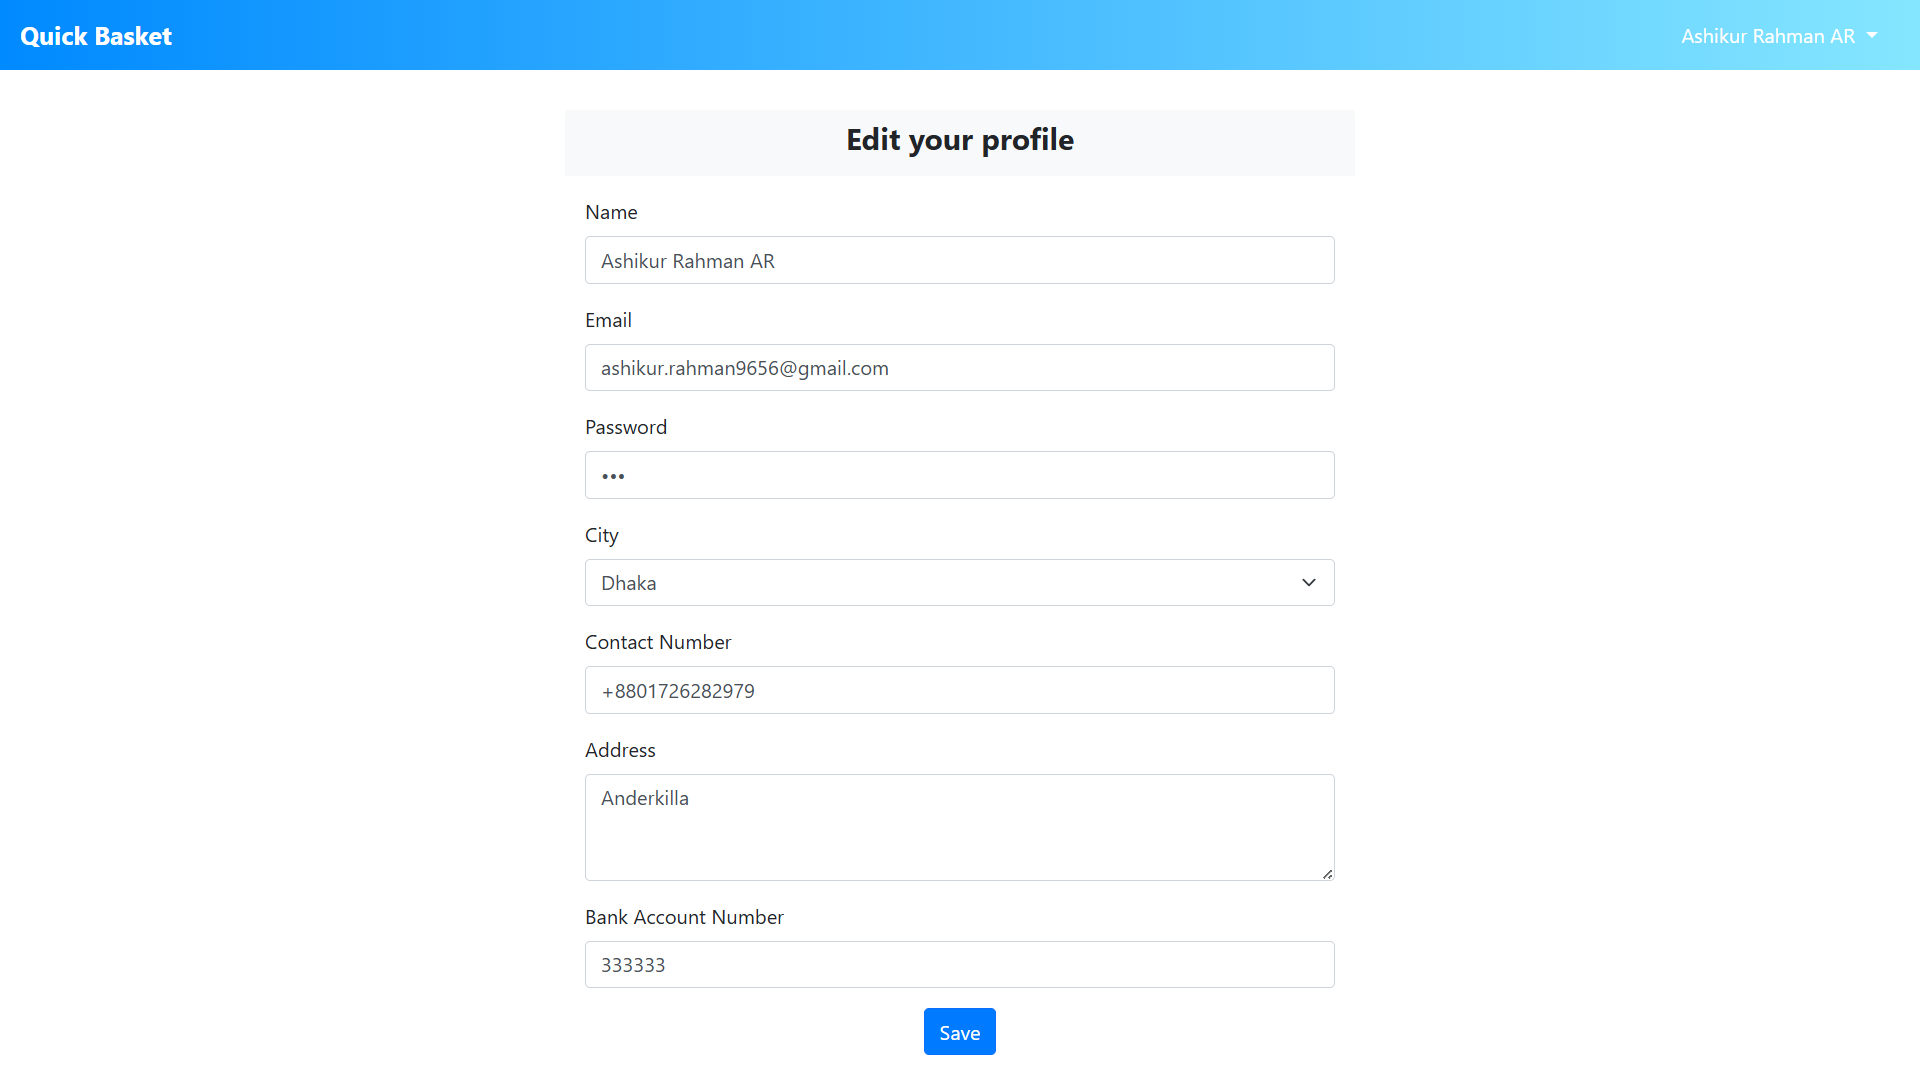 Quick Basket
Ashikur Rahman AR
Edit your profile
Name
Ashikur Rahman AR
Email
ashikur.rahman9656@gmail.com
Password
•••
City
Dhaka
Contact Number
+8801726282979
Address
Anderkilla
Bank Account Number
333333
Save